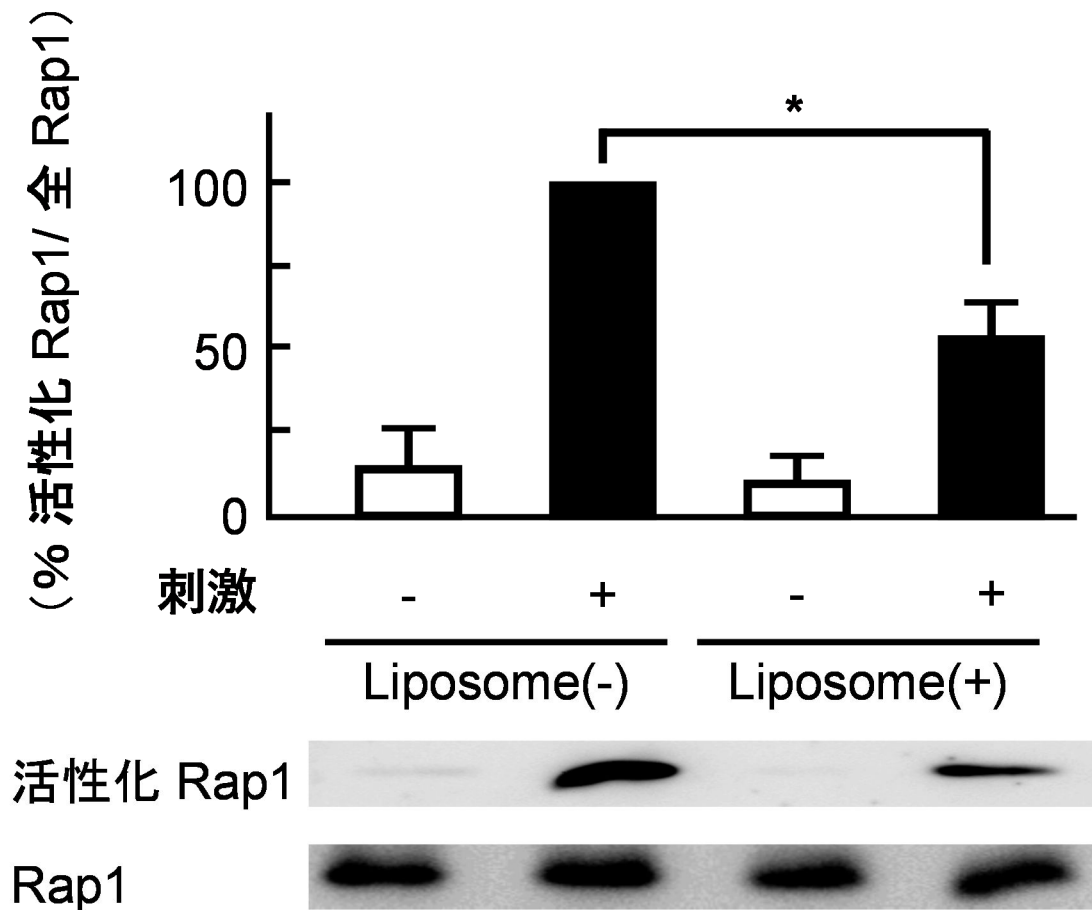 （% 活性化 Rap1/ 全 Rap1）
*
100
50
0
刺激 - + - +
Liposome(-) Liposome(+)
活性化 Rap1
Rap1